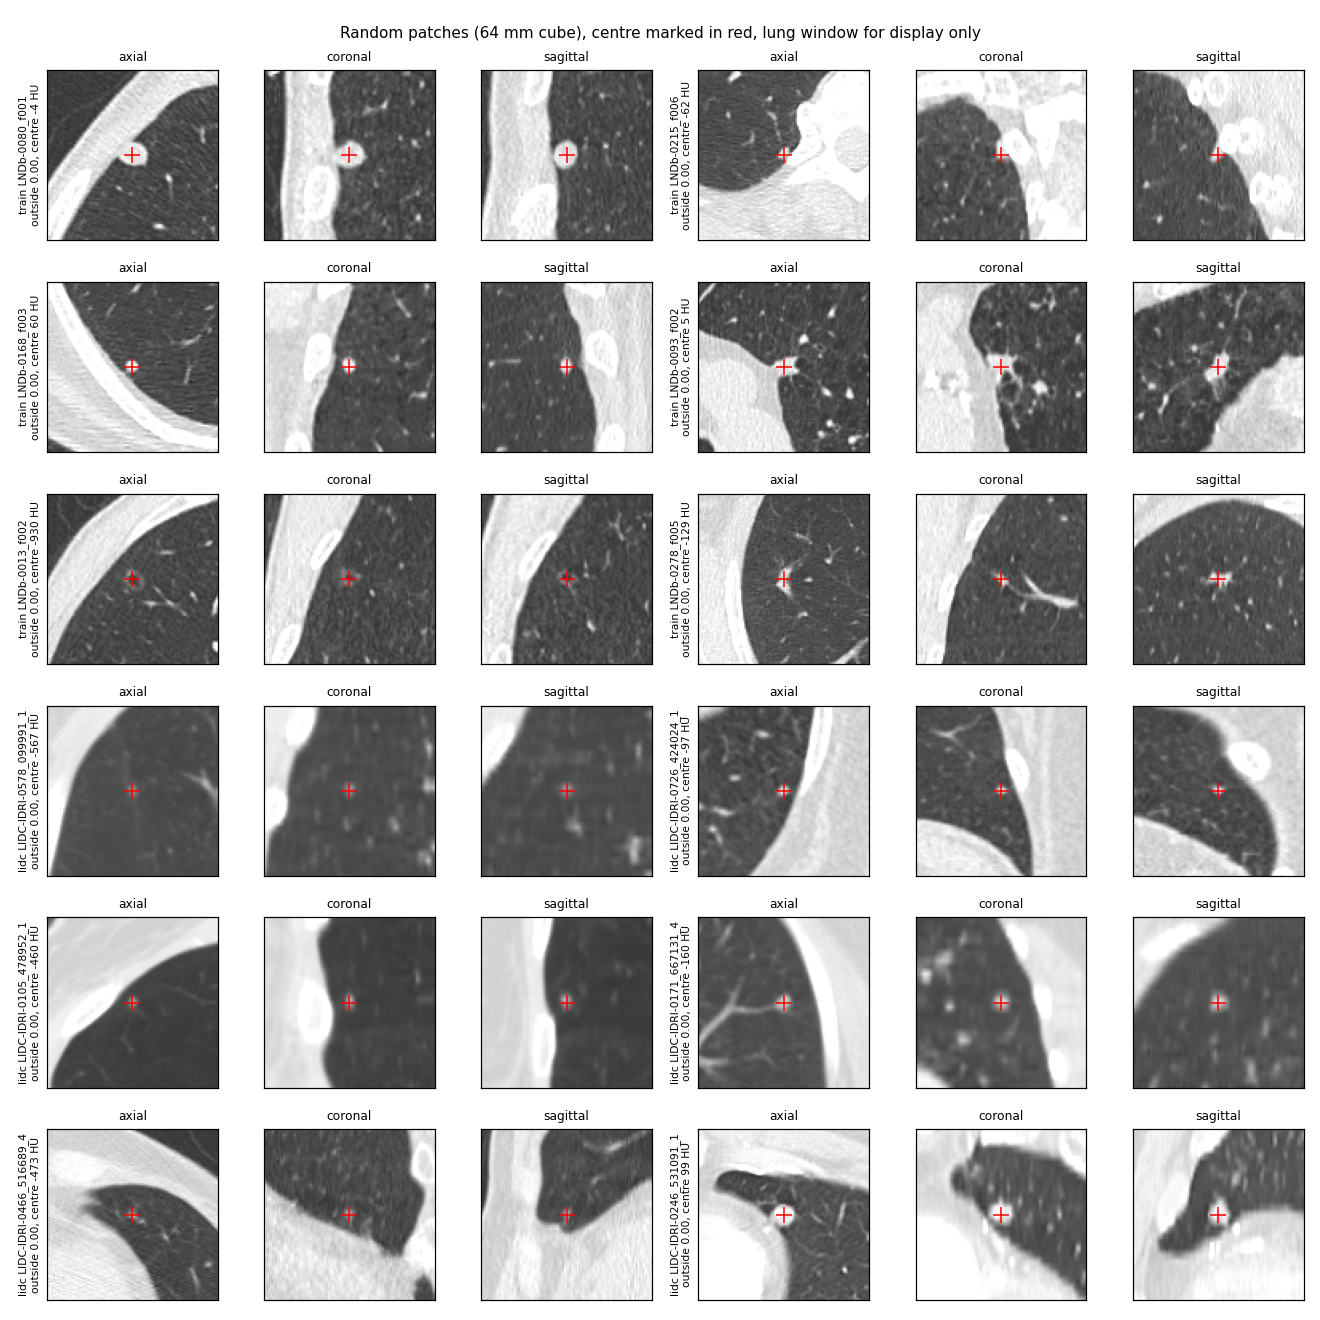 Random patches (64 mm cube), centre marked in red, lung window for display only
axial coronal sagittal axial coronal sagittal
train LNDb-0080_f001
outside 0.00, centre -4 HU
train LNDb-0215_f006
outside 0.00, centre -62 HU
axial coronal sagittal axial coronal sagittal
train LNDb-0168_f003
outside 0.00, centre 60 HU
train LNDb-0093_f002
outside 0.00, centre 5 HU
axial coronal sagittal axial coronal sagittal
train LNDb-0013_f002
outside 0.00, centre -930 HU
train LNDb-0278_f005
outside 0.00, centre -129 HU
axial coronal sagittal axial coronal sagittal
lidc LIDC-IDRI-0578_099991_1
outside 0.00, centre -567 HU
lidc LIDC-IDRI-0726_424024_1
outside 0.00, centre -97 HU
axial coronal sagittal axial coronal sagittal
lidc LIDC-IDRI-0105_478952_1
outside 0.00, centre -460 HU
lidc LIDC-IDRI-0171_667131_4
outside 0.00, centre -160 HU
axial coronal sagittal axial coronal sagittal
lidc LIDC-IDRI-0466_516689_4
outside 0.00, centre -473 HU
lidc LIDC-IDRI-0246_531091_1
outside 0.00, centre 99 HU